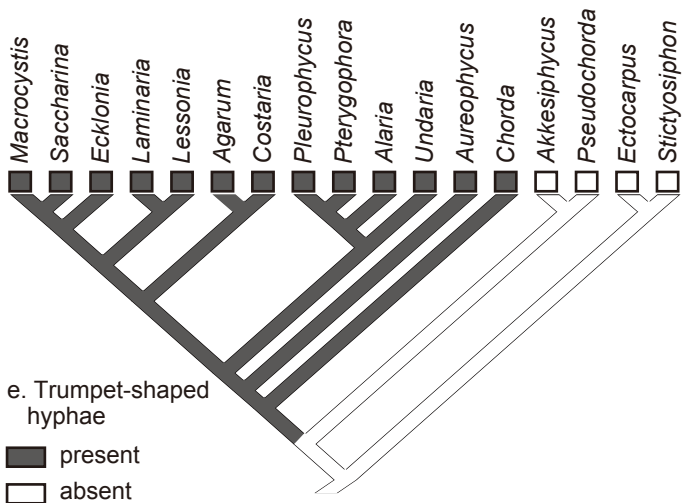 Macrocystis
Saccharina
Ecklonia
Laminaria
Lessonia
Agarum
Costaria
Pleurophycus
Pterygophora
Alaria
Undaria
Aureophycus
Chorda
Akkesiphycus
Pseudochorda
Ectocarpus
Stictyosiphon
e. Trumpet-shaped
hyphae
present
absent